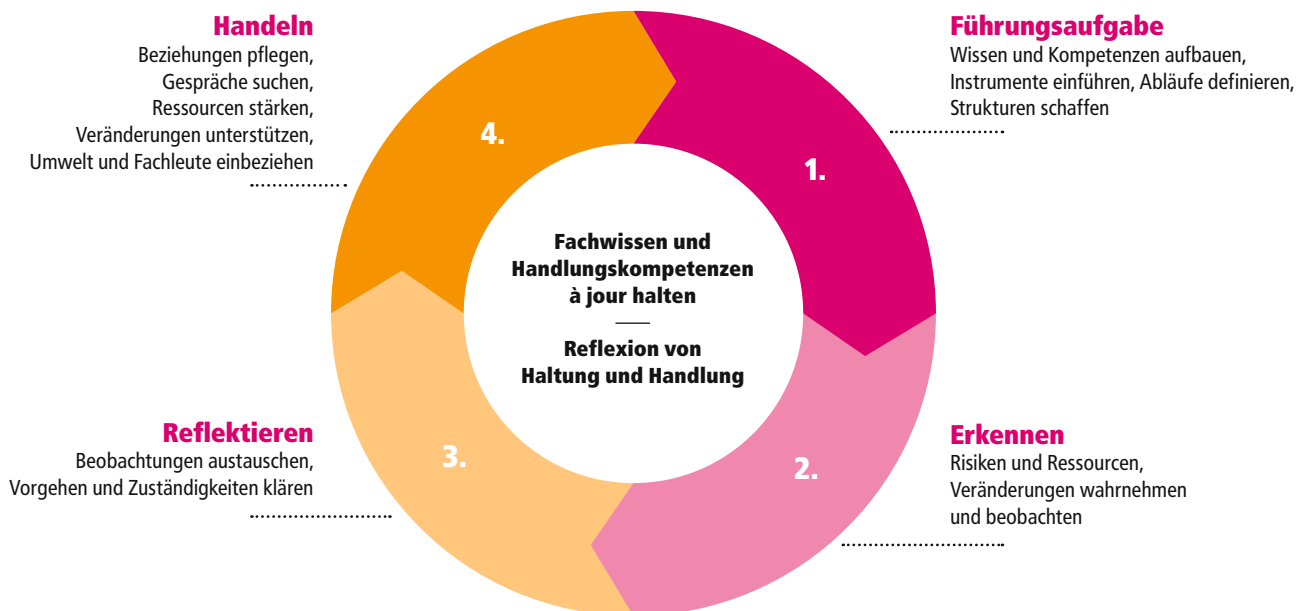 Handeln
Beziehungen pflegen,
Gespräche suchen,
Ressourcen stärken,
Veränderungen unterstützen,
Umwelt und Fachleute einbeziehen
4.
Führungsaufgabe
Wissen und Kompetenzen aufbauen,
Instrumente einführen, Abläufe definieren,
Strukturen schaffen
1.
Fachwissen und
Handlungskompetenzen
à jour halten
Reflexion von
Haltung und Handlung
Reflektieren
Beobachtungen austauschen,
Vorgehen und Zuständigkeiten klären
3.
Erkennen
Risiken und Ressourcen,
Veränderungen wahrnehmen
und beobachten
2.